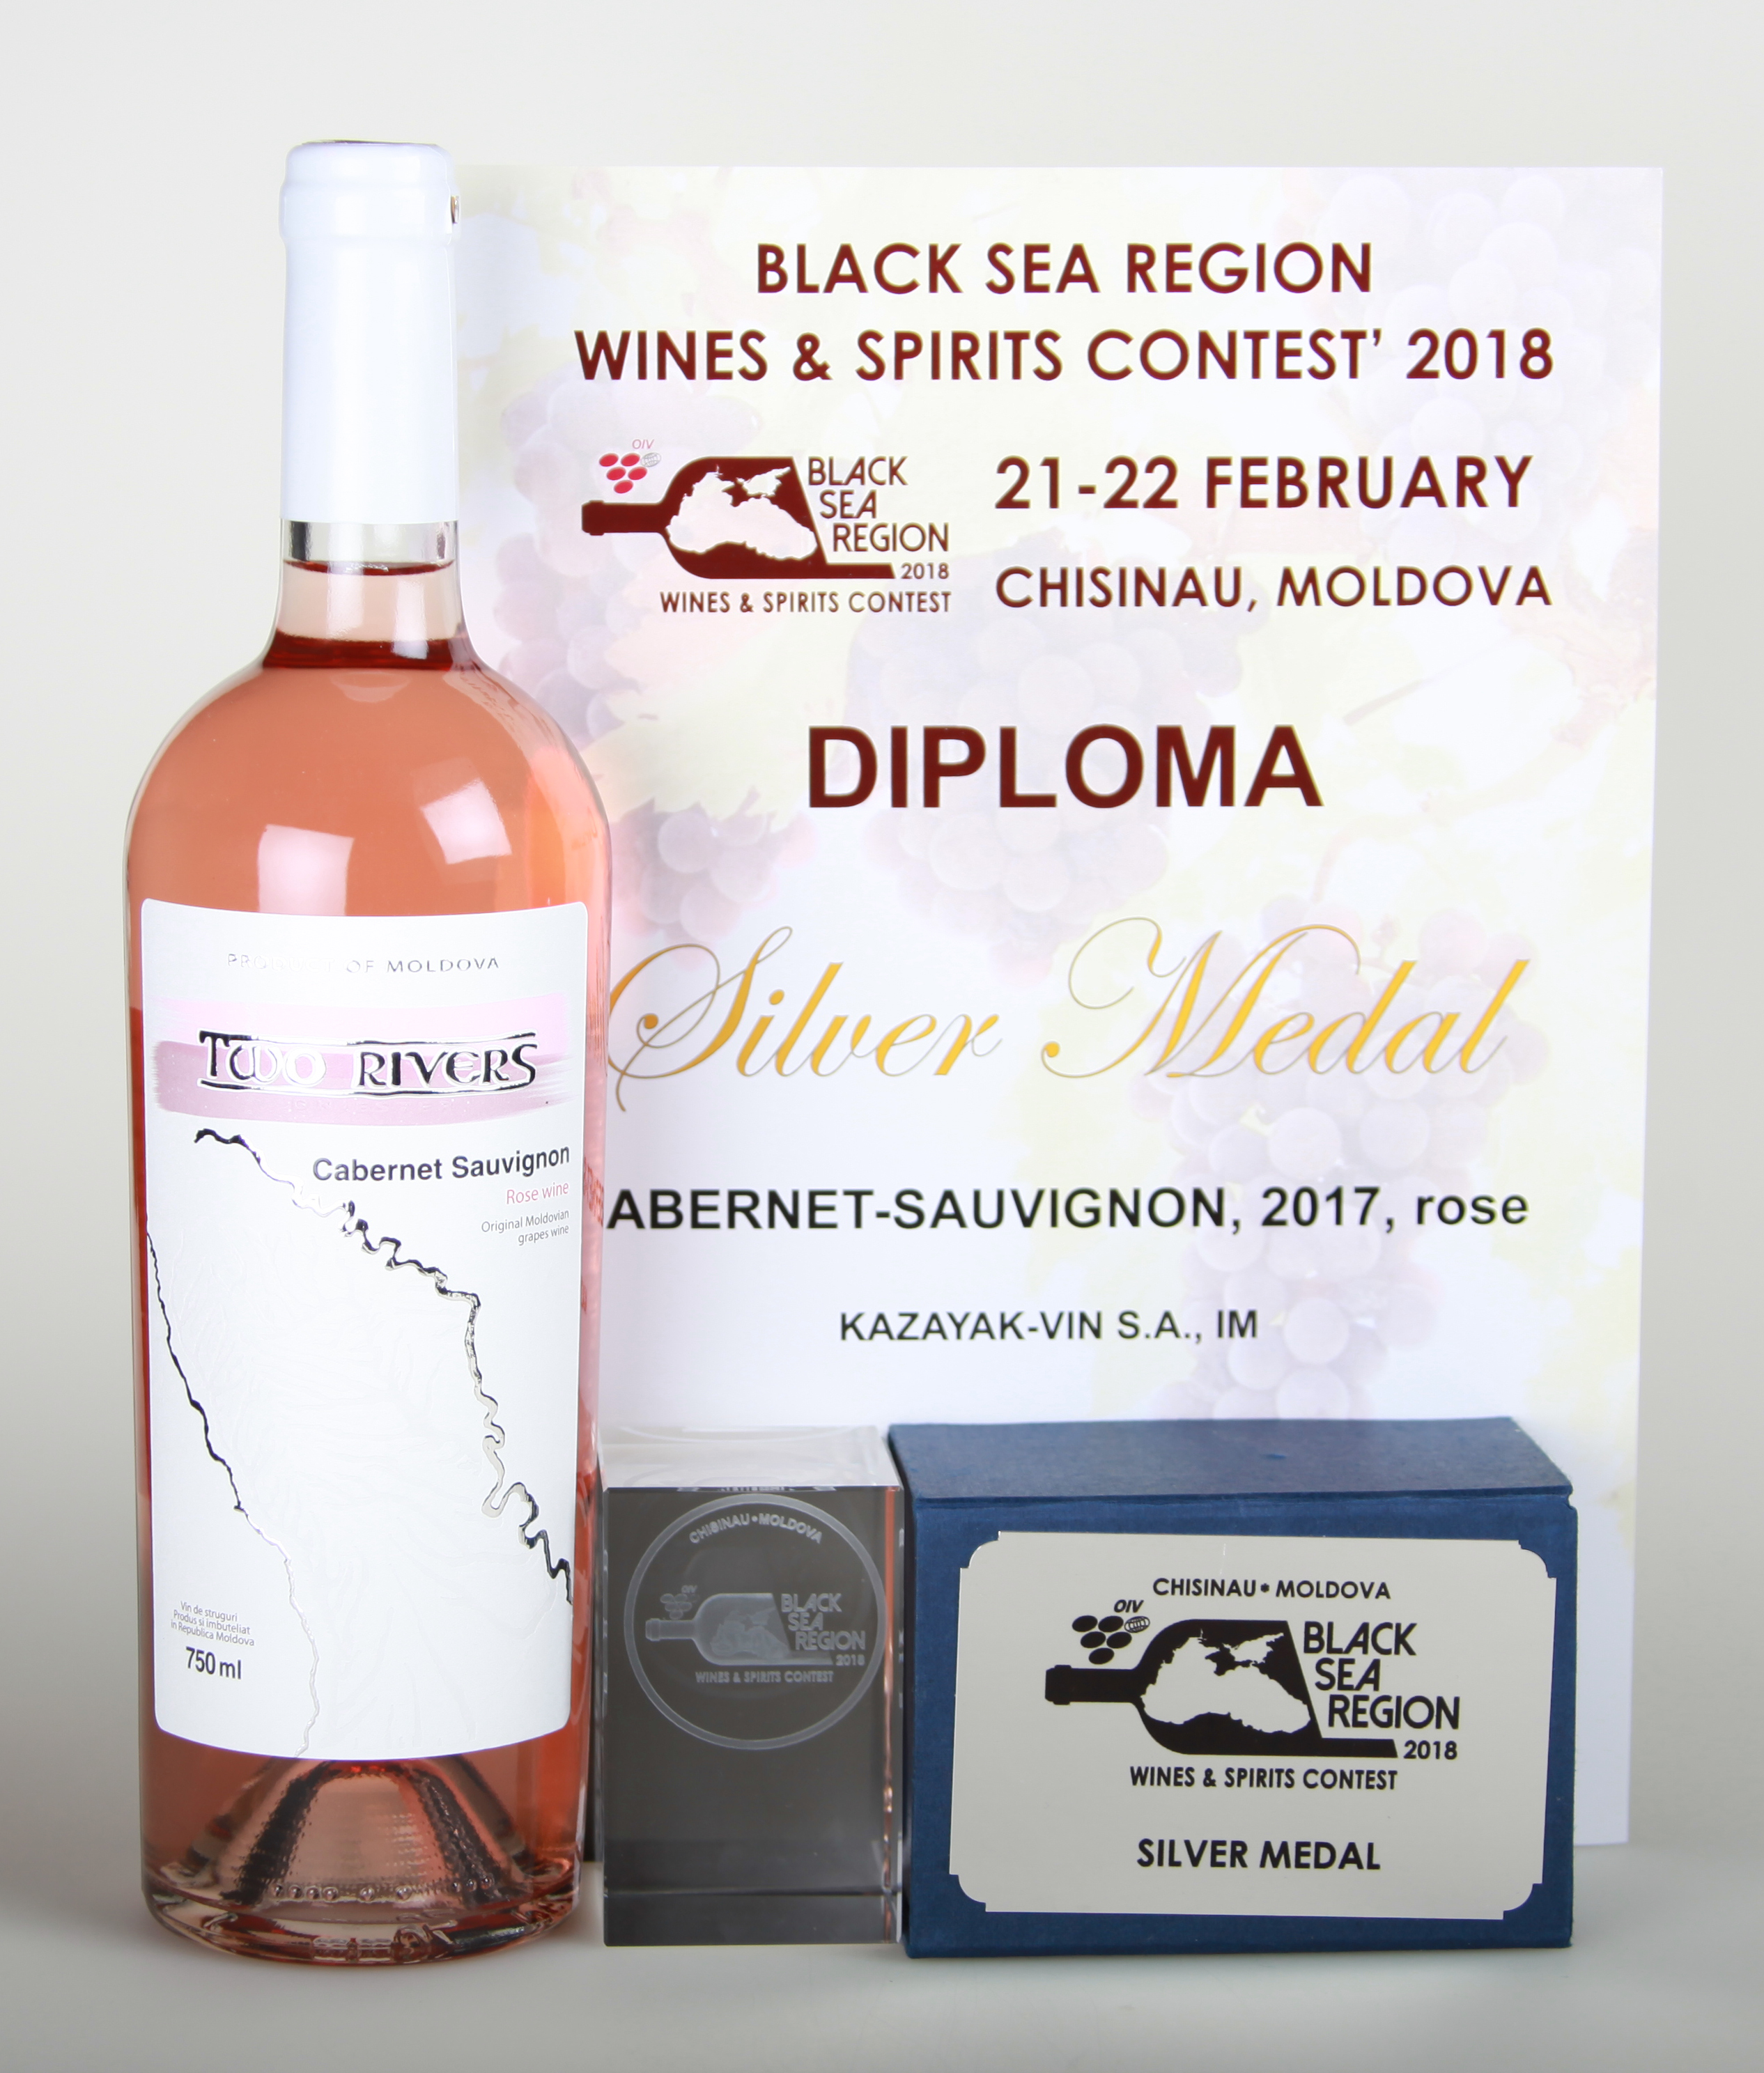 BLACK SEA REGION
WINES & SPIRITS CONTEST’ 2018
OIV
BLACK
SEA
REGION
2018
WINES & SPIRITS CONTEST
21-22 FEBRUARY
CHISINAU, MOLDOVA
DIPLOMA
Silver Medal
ABERNET-SAUVIGNON, 2017, rose
KAZAYAK-VIN S.A., IM
PRODUCT OF MOLDOVA
TWO RIVERS
Cabernet Sauvignon
Rose wine
Original Moldovian
grapes wine
Vin de struguri
Produs si imbuteliat
in Republica Moldova
750 ml
CHISINAU•MOLDOVA
OIV
BLACK
SEA
REGION
2018
WINES & SPIRITS CONTEST
CHISINAU*MOLDOVA
OIV
BLACK
SEA
REGION
2018
WINES & SPIRITS CONTEST
SILVER MEDAL